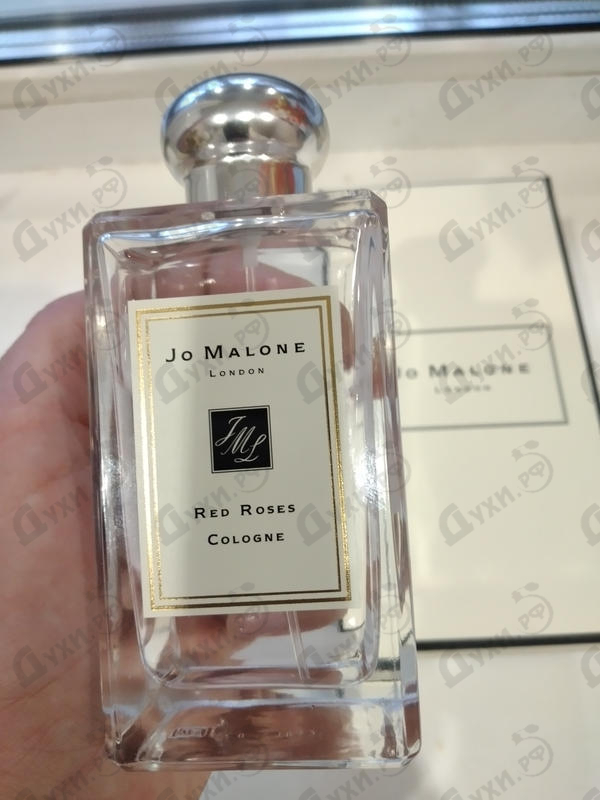 Jo Malone
London
JML
Red Roses
Cologne
Jo Malone
London
Духи.рф